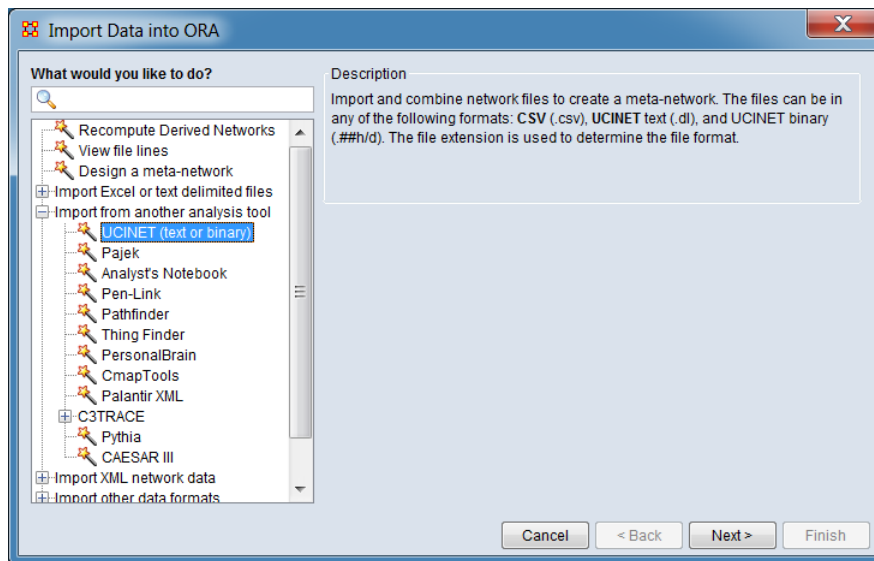 Import Data into ORA
X
What would you like to do?
Recompute Derived Networks
View file lines
Design a meta-network
Import Excel or text delimited files
Import from another analysis tool
UCINET (text or binary)
Pajek
Analyst's Notebook
Pen-Link
Pathfinder
Thing Finder
PersonalBrain
CmapTools
Palantir XML
C3TRACE
Pythia
CAESAR III
Import XML network data
Import other data formats
Description
Import and combine network files to create a meta-network. The files can be in
any of the following formats: CSV (.csv), UCINET text (.dl), and UCINET binary
(.##h/d). The file extension is used to determine the file format.
Cancel
< Back
Next >
Finish